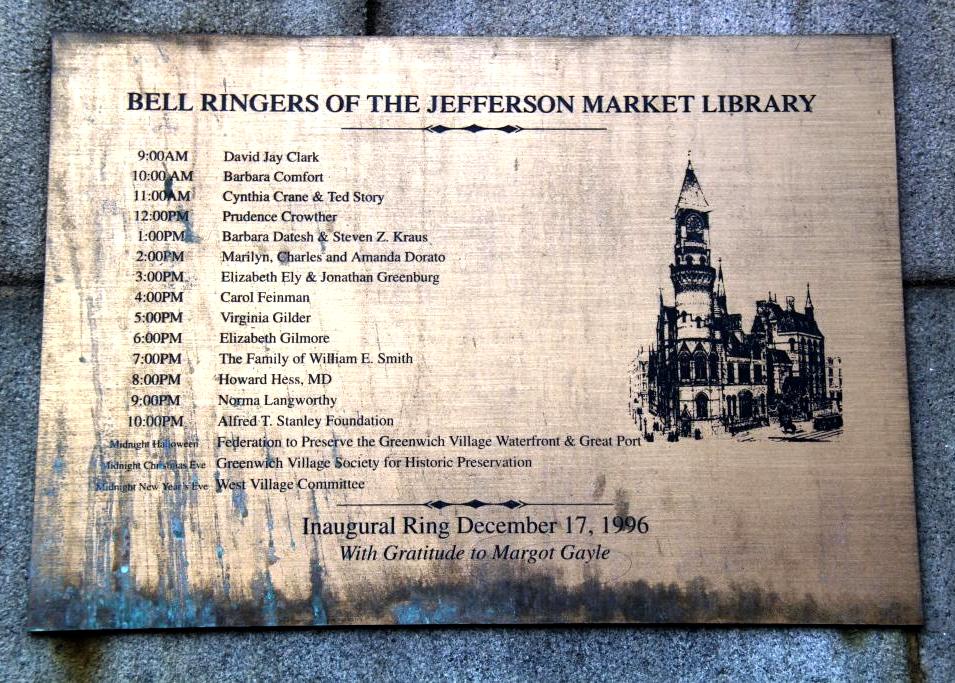 BELL RINGERS OF THE JEFFERSON MARKET LIBRARY
9:00AM David Jay Clark
10:00 AM Barbara Comfort
11:00AM Cynthia Crane & Ted Story
12:00PM Prudence Crowther
1:00PM Barbara Datesh & Steven Z. Kraus
2:00PM Marilyn, Charles and Amanda Dorato
3:00PM Elizabeth Ely & Jonathan Greenburg
4:00PM Carol Feinman
5:00PM Virginia Gilder
6:00PM Elizabeth Gilmore
7:00PM The Family of William E. Smith
8:00PM Howard Hess, MD
9:00PM Norma Langworthy
10:00PM Alfred T. Stanley Foundation
Midnight Halloween Federation to Preserve the Greenwich Village Waterfront & Great Port
Midnight Christmas Eve Greenwich Village Society for Historic Preservation
Midnight New Year's Eve West Village Committee
Inaugural Ring December 17, 1996
With Gratitude to Margot Gayle